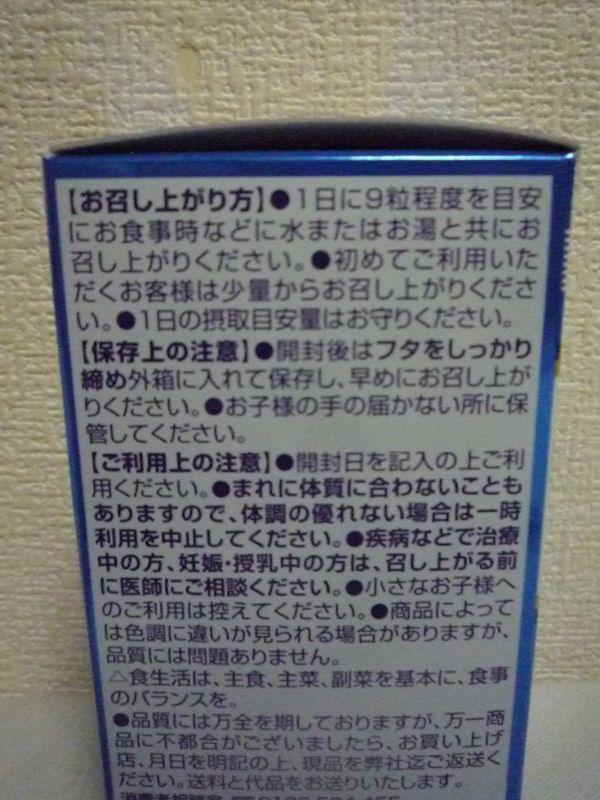 【お召し上がり方】●1日に9粒程度を目安
にお食事時などに水またはお湯と共にお
召し上がりください。●初めてご利用いた
だくお客様は少量からお召し上がりくださ
い。●1日の摂取目安量はお守りください。
【保存上の注意】●開封後はフタをしっかり
締め外箱に入れて保存し、早めにお召し上が
りください。●お子様の手の届かない所に保
管してください。
【ご利用上の注意】●開封日を記入の上ご利
用ください。●まれに体質に合わないことも
ありますので、体調の優れない場合は一時
利用を中止してください。●疾病などで治療
中の方、妊娠・授乳中の方は、召し上がる前
に医師にご相談ください。●小さなお子様へ
のご利用は控えてください。●商品によって
は色調に違いが見られる場合がありますが、
品質には問題ありません。
△食生活は、主食、主菜、副菜を基本に、食事
のバランスを。
●品質には万全を期しておりますが、万一商
品に不都合がございましたら、お買い上げ
店、月日を明記の上、現品を弊社迄ご返送く
ださい。送料と代品をお送りいたします。
消費者相談室